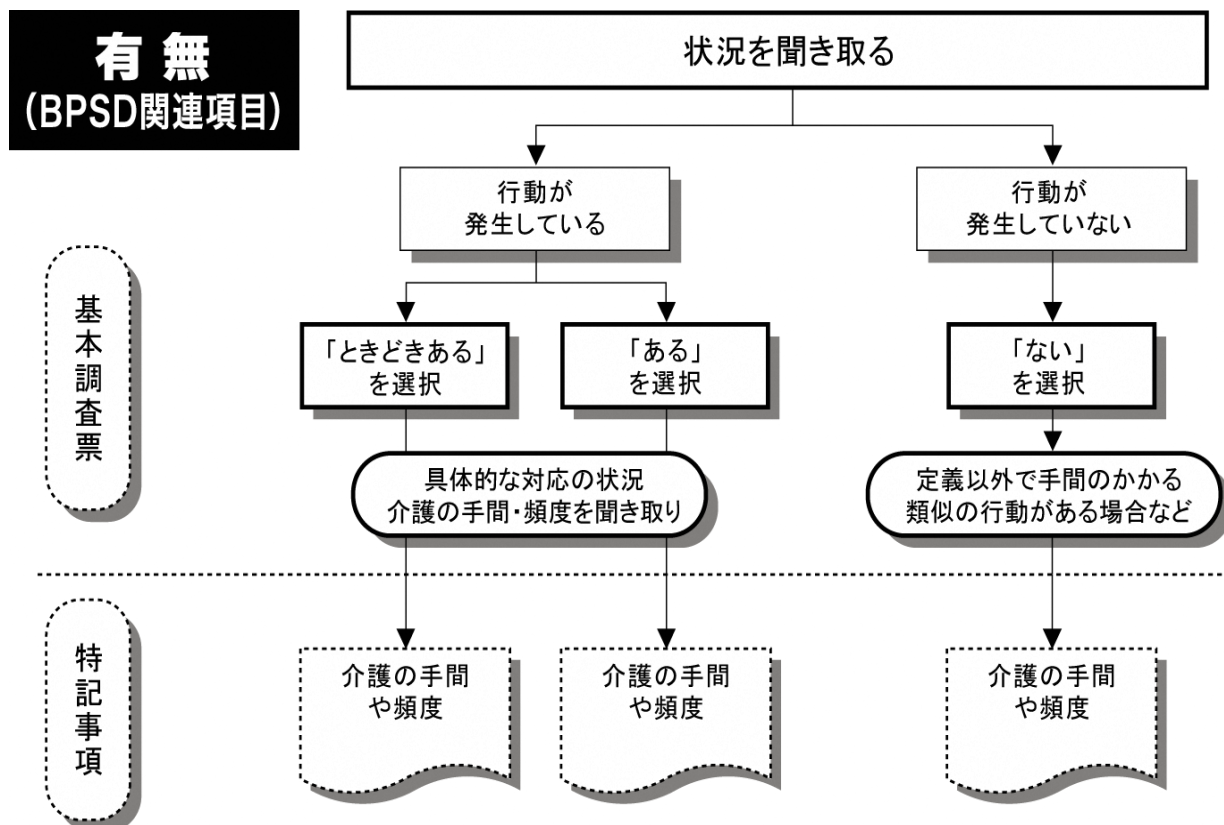 有無
(BPSD関連項目)
状況を聞き取る
行動が
発生している
行動が
発生していない
基本調査票
「ときどきある」
を選択
「ある」
を選択
「ない」
を選択
具体的な対応の状況
介護の手間・頻度を聞き取り
定義以外で手間のかかる
類似の行動がある場合など
特記事項
介護の手間
や頻度
介護の手間
や頻度
介護の手間
や頻度